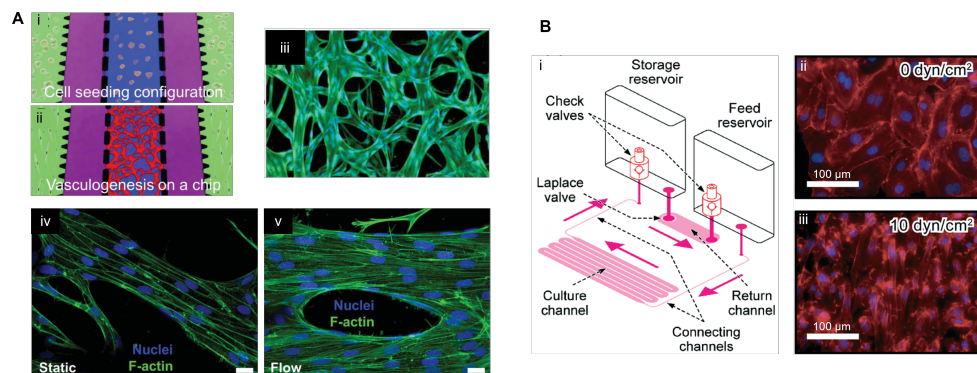 A
i
Cell seeding configuration
ii
Vasculogenesis on a chip
iii
iv
Nuclei
F-actin
Static
v
Nuclei
F-actin
Flow
B
i
Storage
reservoir
Check
valves
Feed
reservoir
Laplace
valve
Culture
channel
Return
channel
Connecting
channels
ii
0 dyn/cm²
100 µm
iii
10 dyn/cm²
100 µm